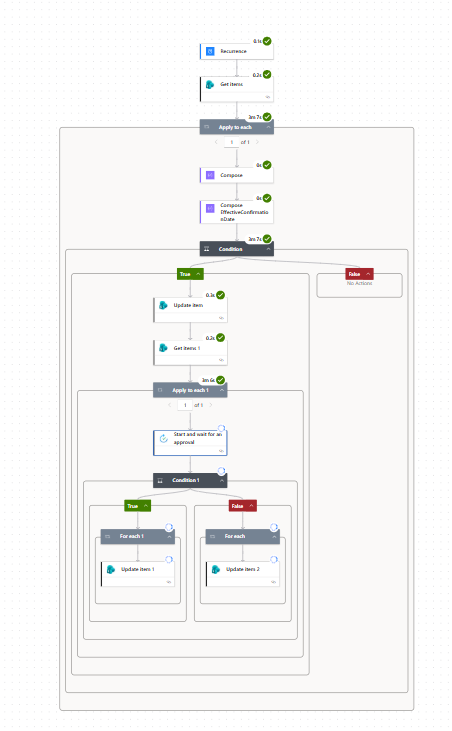 0.1s
Recurrence
0.2s
Get items
3m 7s
Apply to each
1 of 1
0s
Compose
0s
Compose
EffectiveConfirmatio
nDate
3m 7s
Condition
True
False
No Actions
0.3s
Update item
0.2s
Get items 1
3m 6s
Apply to each 1
1 of 1
Start and wait for an
approval
Condition 1
True
False
For each 1
For each
Update item 1
Update item 2